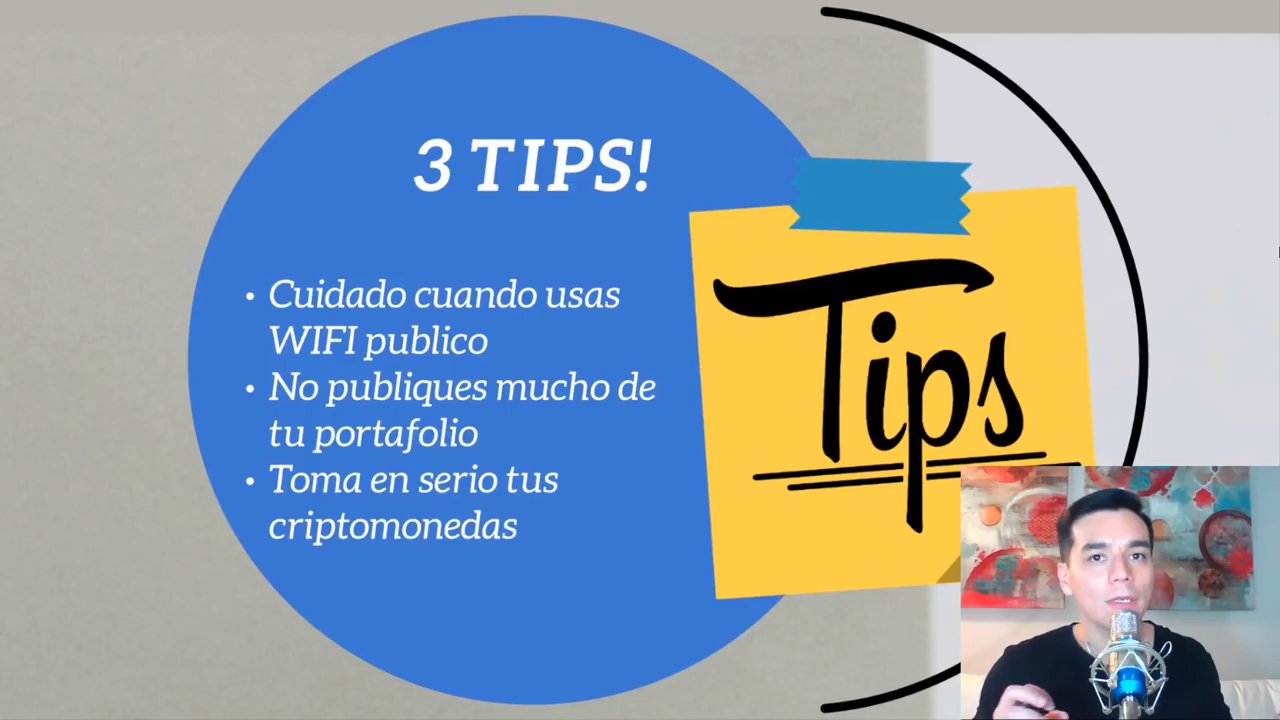 3 TIPS!
• Cuidado cuando usas
WIFI publico
• No publiques mucho de
tu portafolio
• Toma en serio tus
criptomonedas
Tips